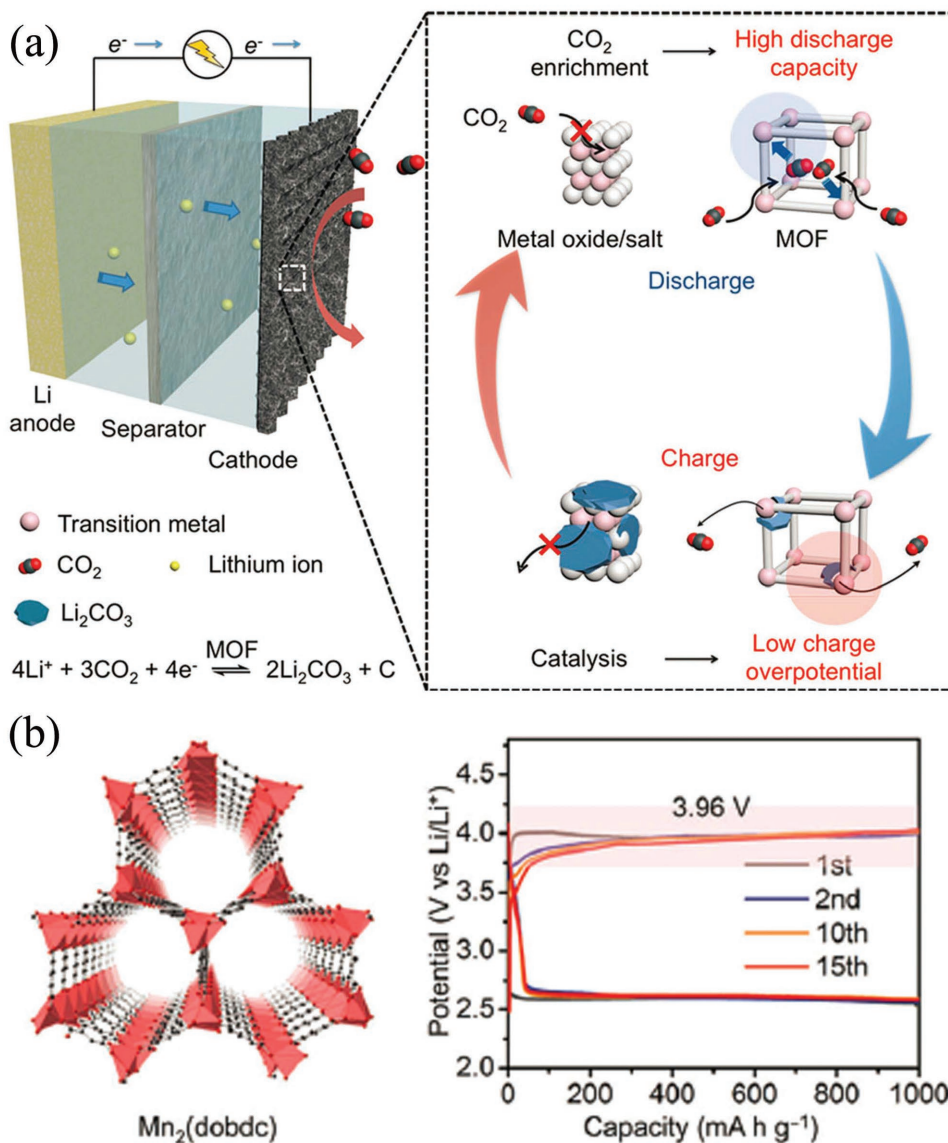 (a)
e⁻
e⁻
Li
anode
Separator
Cathode
Transition metal
CO₂
Lithium ion
Li₂CO₃
4Li⁺ + 3CO₂ + 4e⁻ ⇌ 2Li₂CO₃ + C
MOF
CO₂
enrichment
High discharge
capacity
CO₂
Metal oxide/salt
MOF
Discharge
Charge
Catalysis
Low charge
overpotential
(b)
Mn₂(dobdc)
Potential (V vs Li/Li⁺)
4.5
4.0
3.5
3.0
2.5
2.0
3.96 V
1st
2nd
10th
15th
0
200
400
600
800
1000
Capacity (mA h g⁻¹)